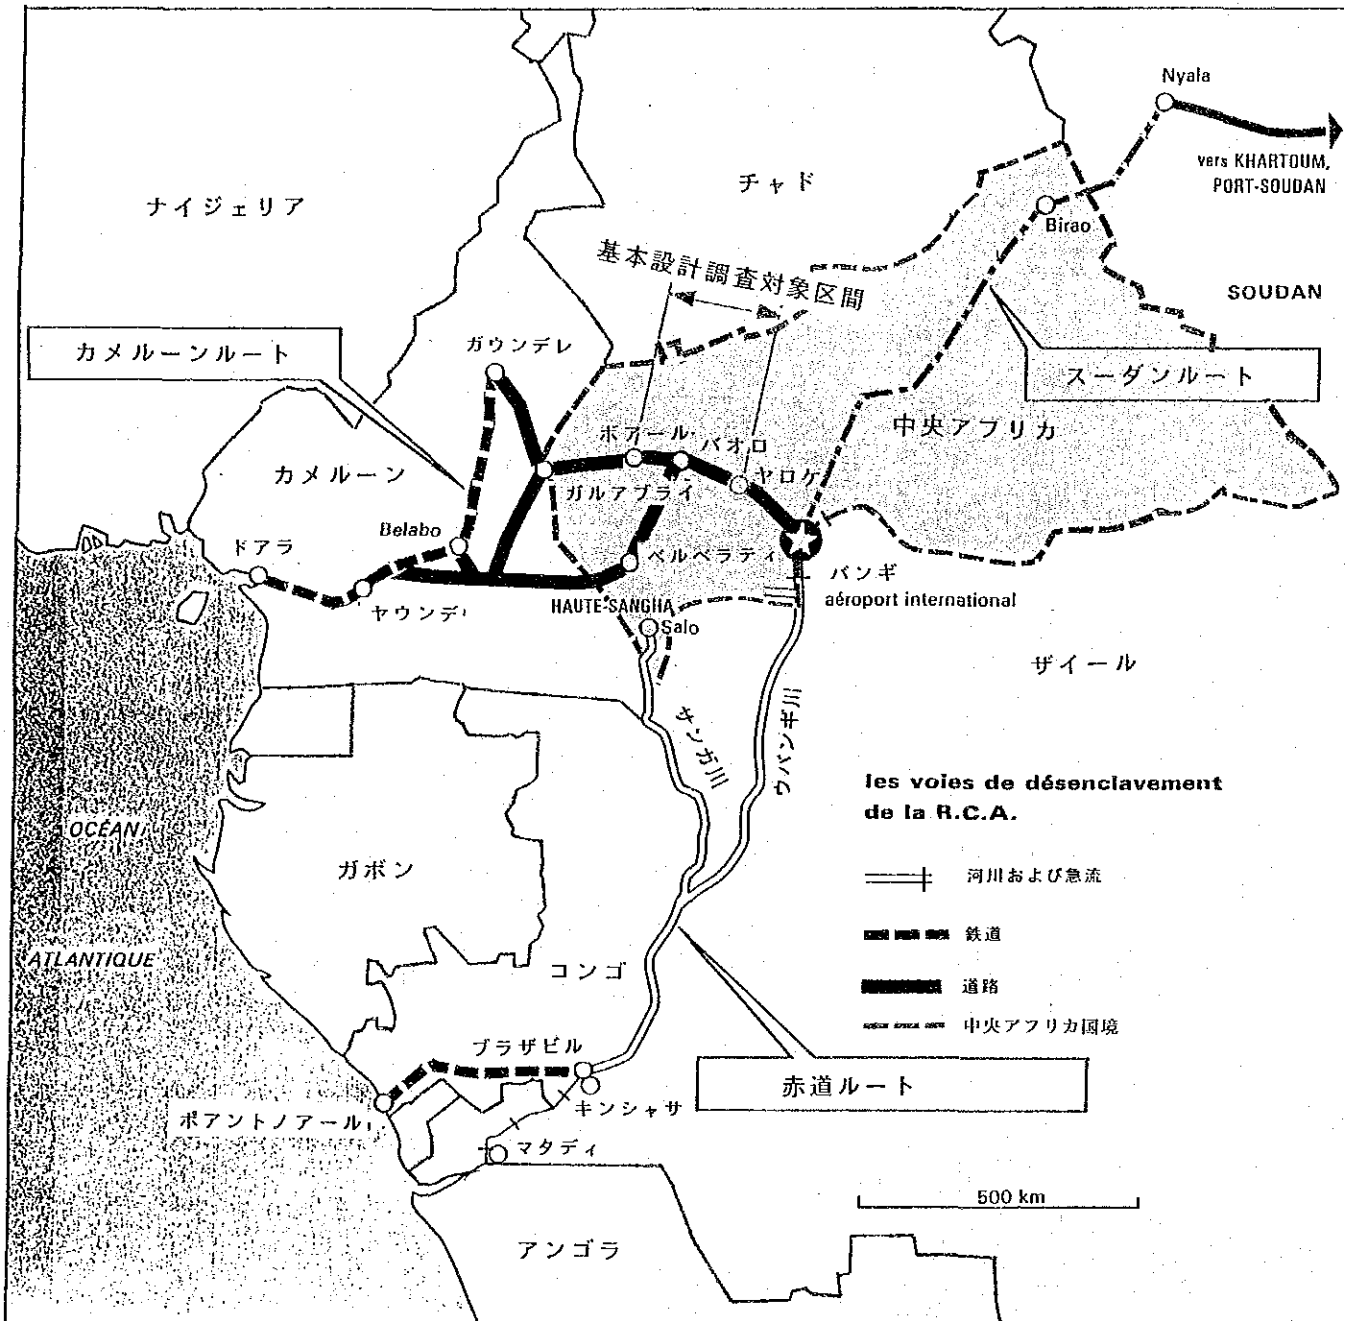 Nyala
vers KHARTOUM,
PORT-SOUDAN
チャド
ナイジェリア
Birao
基本設計調査対象区間
SOUDAN
カメルーンルート
ガウンデレ
スーダンルート
中央アフリカ
ボアール
バオロ
カメルーン
ガルアブライ
ヤロケ
Belabo
ドアラ
ベルベラティ
バンギ
aéroport international
ヤウンデ
HAUTE-SANGHA
Salo
ザイール
サンガ川
ウバンギ川
les voies de désenclavement
de la R.C.A.
OCÉAN
ガボン
河川および急流
鉄道
ATLANTIQUE
コンゴ
道路
中央アフリカ国境
ブラザビル
赤道ルート
キンシャサ
ポアントノアール
マタディ
500 km
アンゴラ